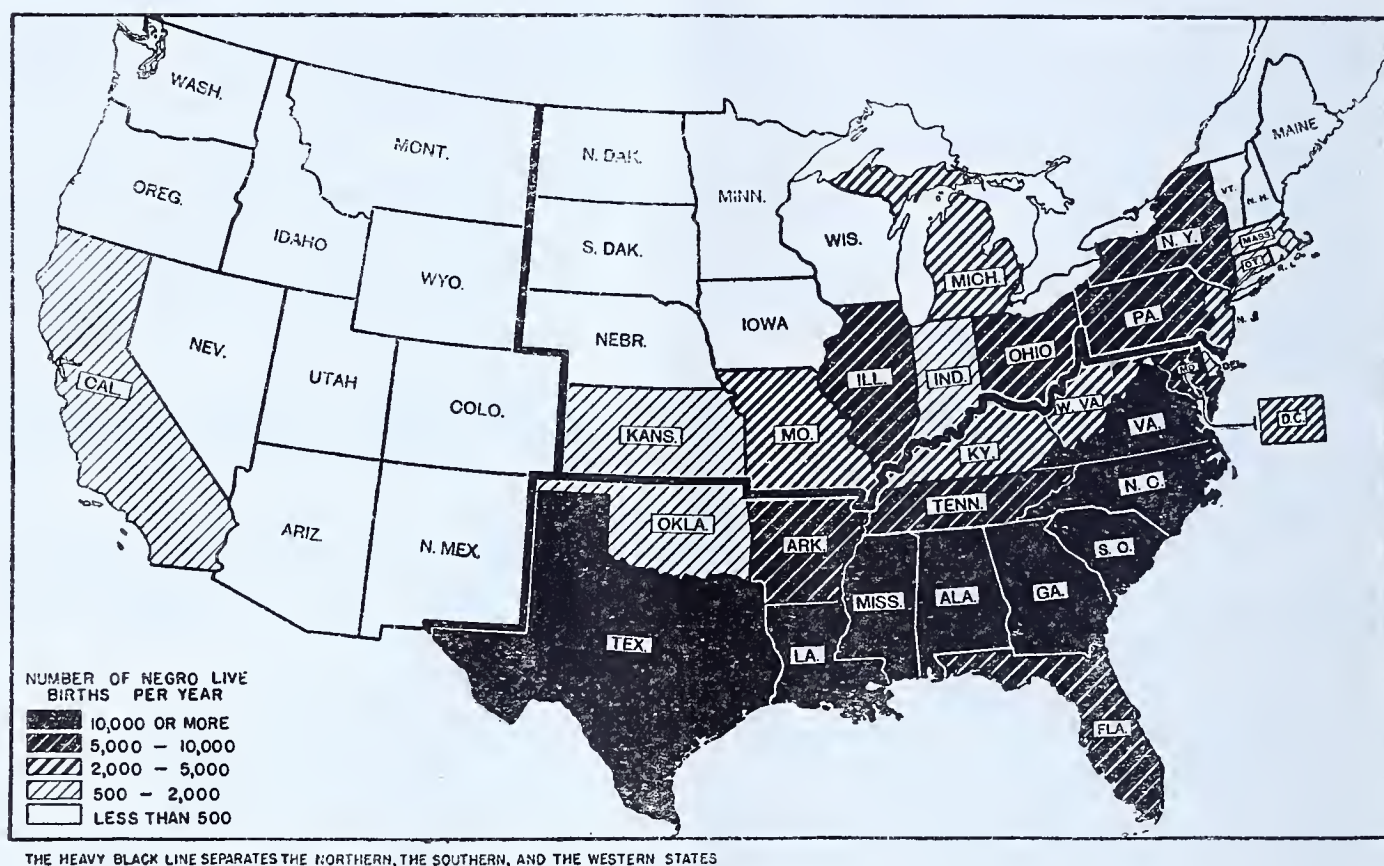 WASH.
MONT.
N. DAK.
MINN.
MAINE
OREG.
IDAHO
S. DAK.
WIS.
VT.
N. H.
WYO.
MICH.
N. Y.
MASS.
R. I.
NEV.
NEBR.
IOWA
PA.
N. J.
CAL.
UTAH
COLO.
ILL.
IND.
OHIO
MD.
DEL.
KANS.
MO.
W. VA.
VA.
D.C.
KY.
ARIZ.
N. MEX.
OKLA.
ARK.
TENN.
N. C.
S. C.
TEX.
LA.
MISS.
ALA.
GA.
FLA.
NUMBER OF NEGRO LIVE
BIRTHS PER YEAR
10,000 OR MORE
5,000 – 10,000
2,000 – 5,000
500 – 2,000
LESS THAN 500
THE HEAVY BLACK LINE SEPARATES THE NORTHERN, THE SOUTHERN, AND THE WESTERN STATES